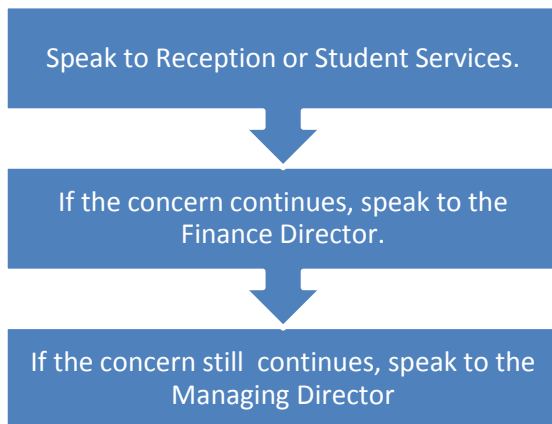 Speak to Reception or Student Services.
If the concern continues, speak to the
Finance Director.
If the concern still  continues, speak to the
Managing Director